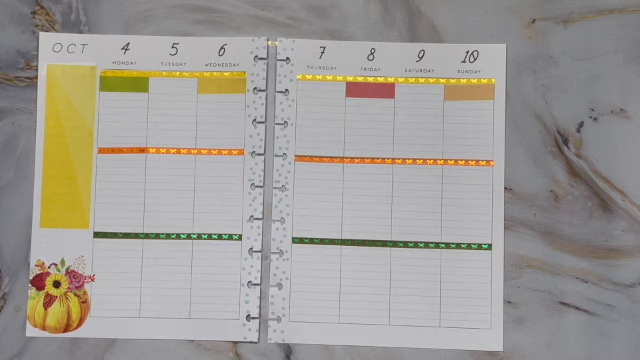 OCT
4 5 6
MONDAY TUESDAY WEDNESDAY
7 8 9 10
THURSDAY FRIDAY SATURDAY SUNDAY